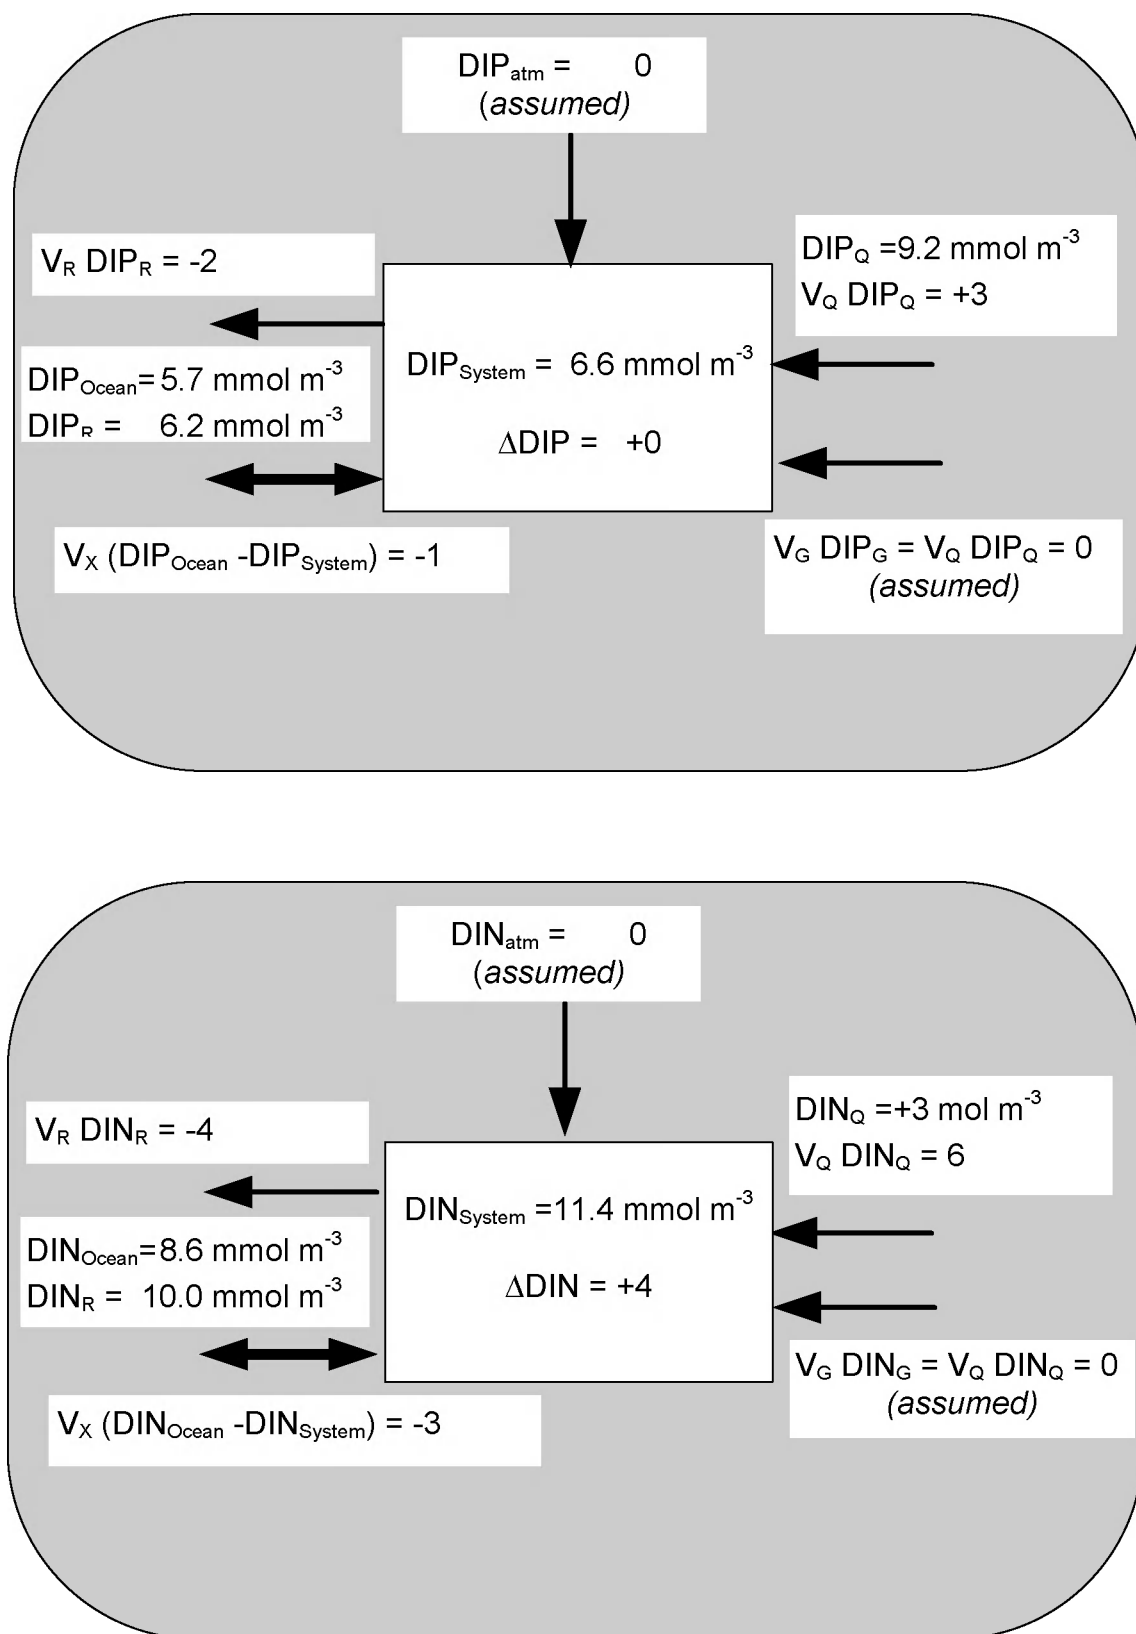 DIPatm = 0
(assumed)
VR DIPR = -2
DIPQ =9.2 mmol m-3
VQ DIPQ = +3
DIPOcean= 5.7 mmol m-3
DIPR = 6.2 mmol m-3
DIPSystem = 6.6 mmol m-3
ΔDIP = +0
VX (DIPOcean -DIPSystem) = -1
VG DIPG = VQ DIPQ = 0
(assumed)
DINatm = 0
(assumed)
VR DINR = -4
DINQ =+3 mol m-3
VQ DINQ = 6
DINOcean=8.6 mmol m-3
DINR = 10.0 mmol m-3
DINSystem =11.4 mmol m-3
ΔDIN = +4
VX (DINOcean -DINSystem) = -3
VG DING = VQ DINQ = 0
(assumed)